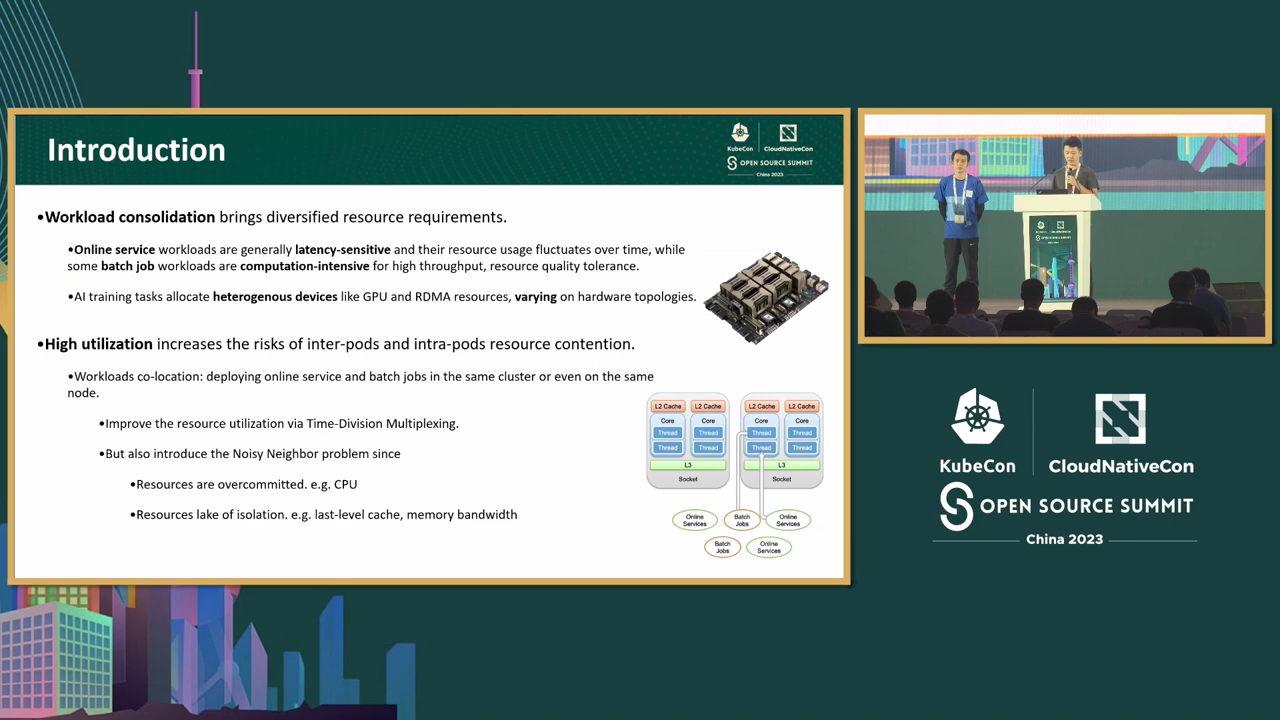 Introduction
KubeCon
CloudNativeCon
OPEN SOURCE SUMMIT
China 2023
•Workload consolidation brings diversified resource requirements.
•Online service workloads are generally latency-sensitive and their resource usage fluctuates over time, while
some batch job workloads are computation-intensive for high throughput, resource quality tolerance.
•AI training tasks allocate heterogenous devices like GPU and RDMA resources, varying on hardware topologies.
•High utilization increases the risks of inter-pods and intra-pods resource contention.
•Workloads co-location: deploying online service and batch jobs in the same cluster or even on the same
node.
•Improve the resource utilization via Time-Division Multiplexing.
•But also introduce the Noisy Neighbor problem since
•Resources are overcommitted. e.g. CPU
•Resources lake of isolation. e.g. last-level cache, memory bandwidth
L2 Cache
L2 Cache
L2 Cache
L2 Cache
Core
Core
Core
Core
Thread
Thread
Thread
Thread
Thread
Thread
Thread
Thread
L3
L3
Socket
Socket
Online
Services
Batch
Jobs
Online
Services
Batch
Jobs
Online
Services
KubeCon
CloudNativeCon
OPEN SOURCE SUMMIT
China 2023